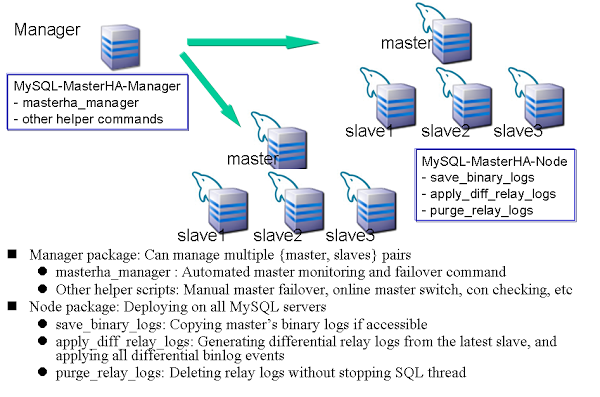 Manager
master
MySQL-MasterHA-Manager
- masterha_manager
- other helper commands
slave1 slave2 slave3
master
MySQL-MasterHA-Node
- save_binary_logs
- apply_diff_relay_logs
- purge_relay_logs
slave1 slave2 slave3
■ Manager package: Can manage multiple {master, slaves} pairs
● masterha_manager : Automated master monitoring and failover command
● Other helper scripts: Manual master failover, online master switch, con checking, etc
■ Node package: Deploying on all MySQL servers
● save_binary_logs: Copying master's binary logs if accessible
● apply_diff_relay_logs: Generating differential relay logs from the latest slave, and
applying all differential binlog events
● purge_relay_logs: Deleting relay logs without stopping SQL thread